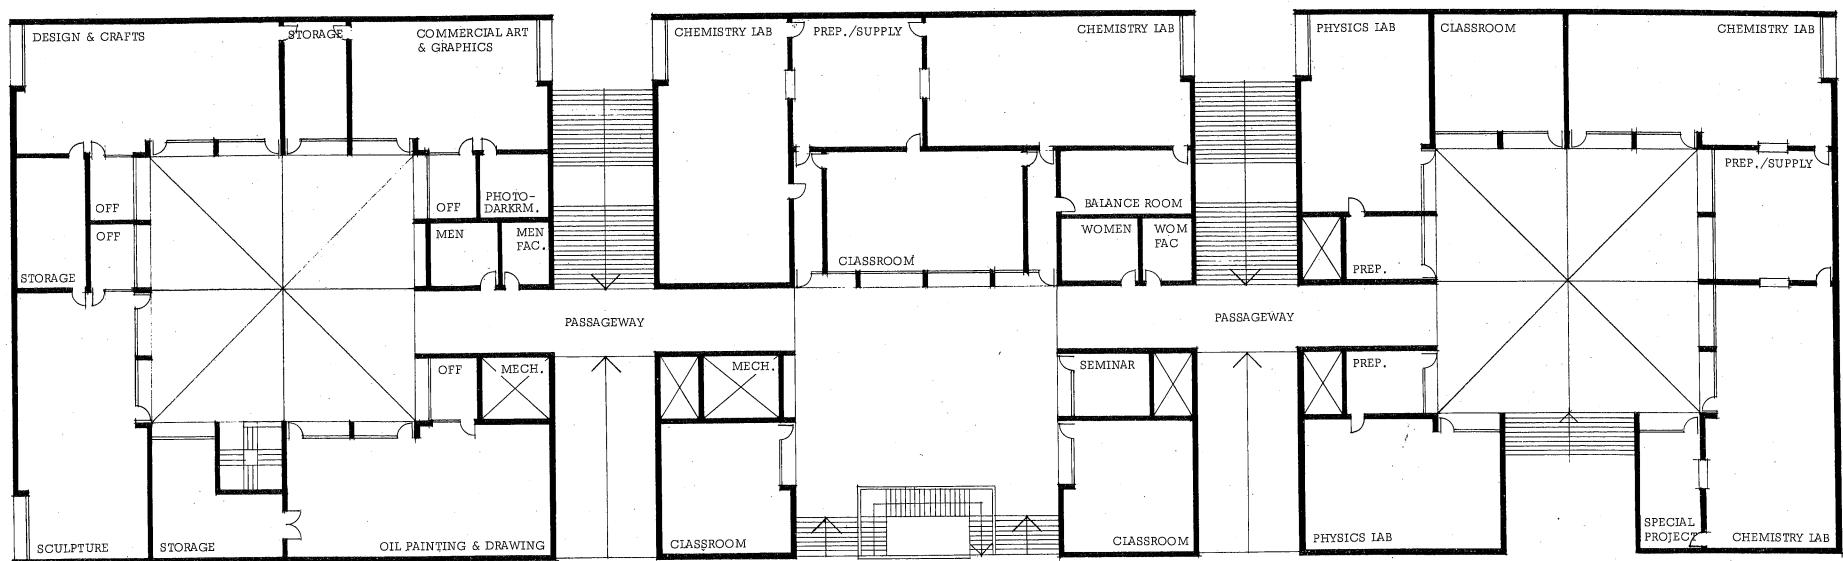 DESIGN & CRAFTS
STORAGE
COMMERCIAL ART
& GRAPHICS
OFF
OFF
STORAGE
OFF
PHOTO-
DARKRM.
MEN
MEN
FAC.
OFF
MECH.
SCULPTURE
STORAGE
OIL PAINTING & DRAWING
PASSAGEWAY
CHEMISTRY LAB
PREP./SUPPLY
CHEMISTRY LAB
CLASSROOM
BALANCE ROOM
WOMEN
WOM
FAC
MECH.
SEMINAR
CLASSROOM
CLASSROOM
PASSAGEWAY
PHYSICS LAB
CLASSROOM
CHEMISTRY LAB
PREP./SUPPLY
PREP.
PREP.
PHYSICS LAB
SPECIAL
PROJECT
CHEMISTRY LAB